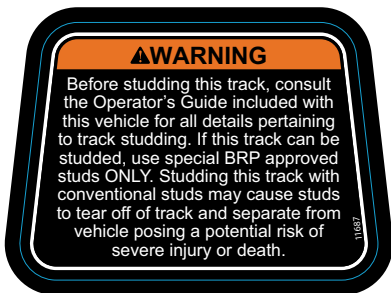 ⚠WARNING
Before studding this track, consult
the Operator's Guide included with
this vehicle for all details pertaining
to track studding. If this track can be
studded, use special BRP approved
studs ONLY. Studding this track with
conventional studs may cause studs
to tear off of track and separate from
vehicle posing a potential risk of
severe injury or death.
11687